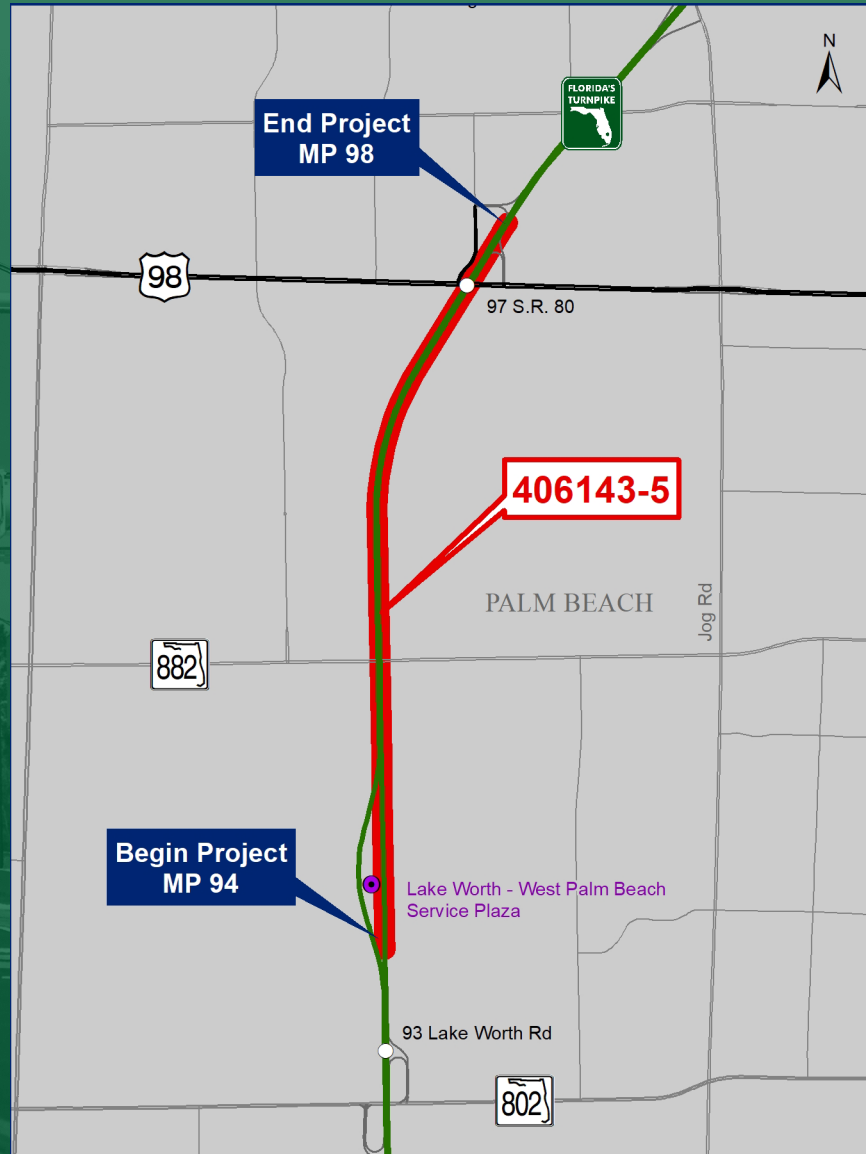 N
FLORIDA'S
TURNPIKE
End Project
MP 98
98
97 S.R. 80
406143-5
PALM BEACH
Jog Rd
882
Begin Project
MP 94
Lake Worth - West Palm Beach
Service Plaza
93 Lake Worth Rd
802